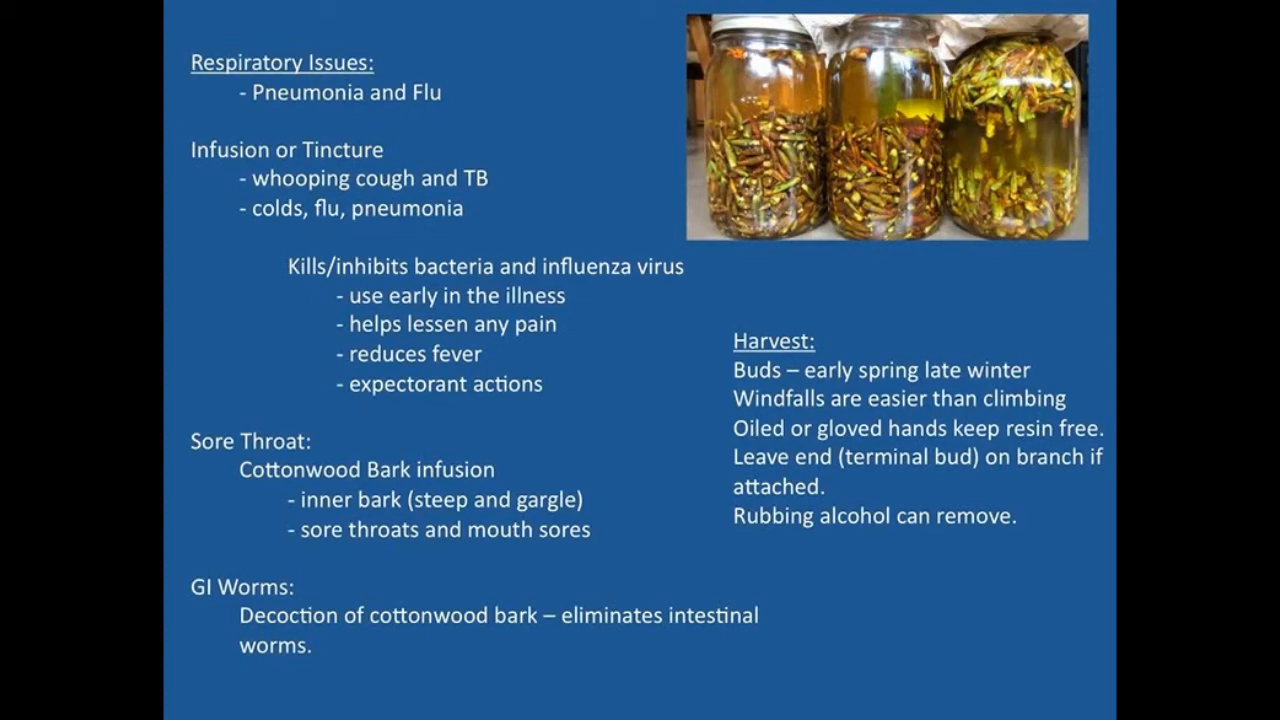 Respiratory Issues:
- Pneumonia and Flu
Infusion or Tincture
- whooping cough and TB
- colds, flu, pneumonia
Kills/inhibits bacteria and influenza virus
- use early in the illness
- helps lessen any pain
- reduces fever
- expectorant actions
Sore Throat:
Cottonwood Bark infusion
- inner bark (steep and gargle)
- sore throats and mouth sores
GI Worms:
Decoction of cottonwood bark – eliminates intestinal
worms.
Harvest:
Buds – early spring late winter
Windfalls are easier than climbing
Oiled or gloved hands keep resin free.
Leave end (terminal bud) on branch if
attached.
Rubbing alcohol can remove.